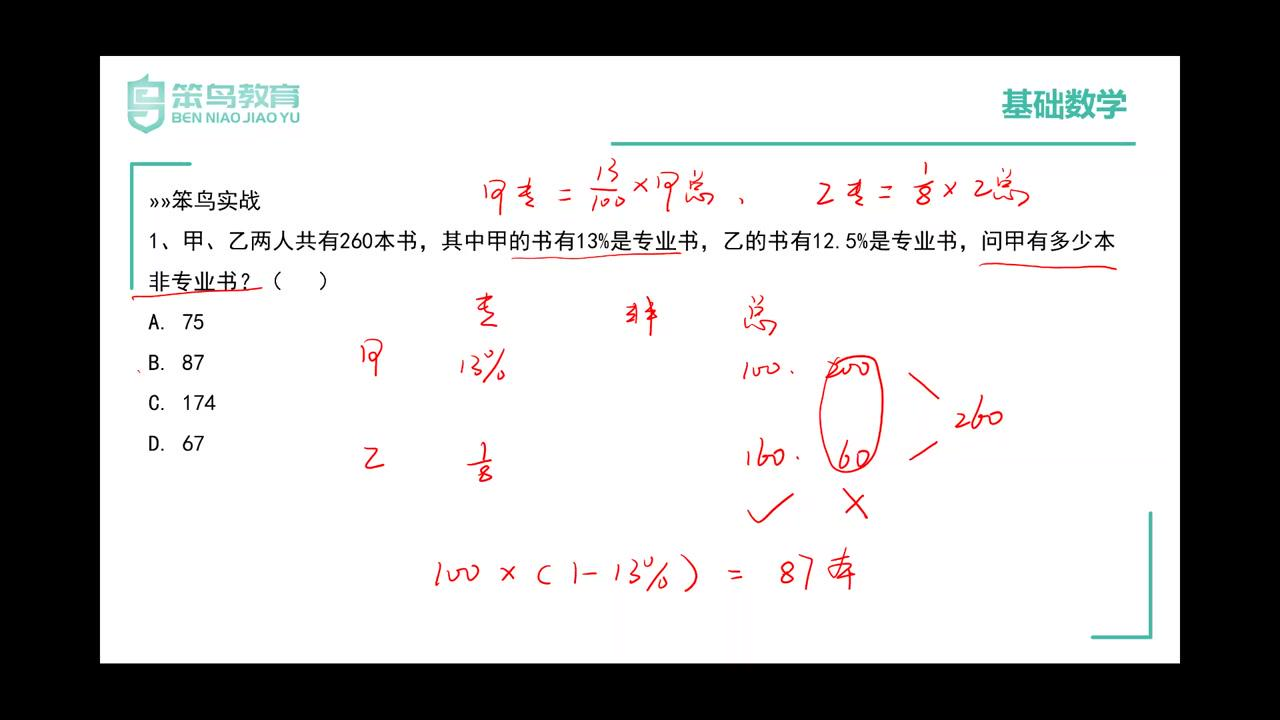 笨鸟教育
BEN NIAO JIAO YU
基础数学
»»笨鸟实战
甲专 = 13/100 × 甲总、 乙专 = 1/8 × 乙总
1、甲、乙两人共有260本书，其中甲的书有13%是专业书，乙的书有12.5%是专业书，问甲有多少本
非专业书？（ ）
专 非 总
A. 75
甲 13% 100. 200
B. 87
260
C. 174
乙 1/8 160. 60
D. 67
✓ ×
100 × (1-13%) = 87本